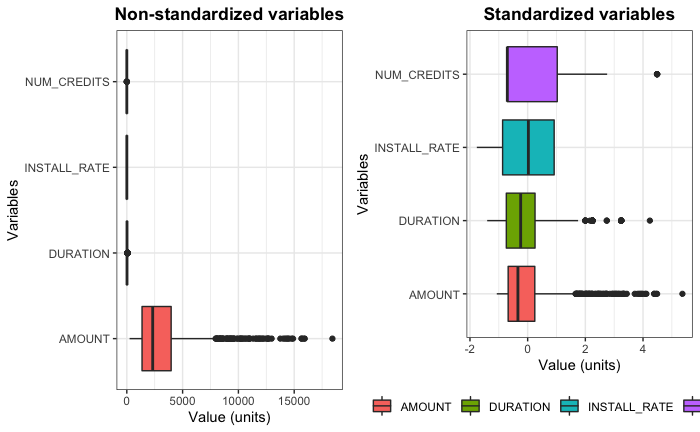 Non-standardized variables
Variables
NUM_CREDITS
INSTALL_RATE
DURATION
AMOUNT
0 5000 10000 15000
Value (units)
Standardized variables
Variables
NUM_CREDITS
INSTALL_RATE
DURATION
AMOUNT
-2 0 2 4
Value (units)
AMOUNT DURATION INSTALL_RATE